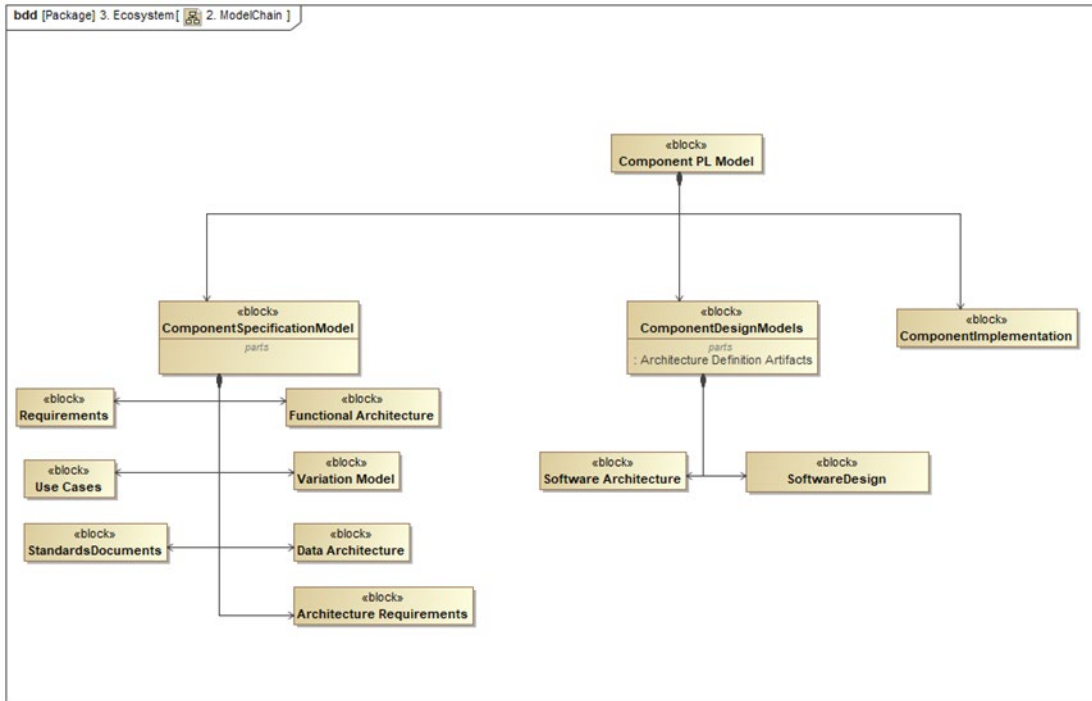 bdd [Package] 3. Ecosystem[ 2. ModelChain ]
«block»
Component PL Model
«block»
ComponentSpecificationModel
parts
«block»
ComponentDesignModels
parts
: Architecture Definition Artifacts
«block»
ComponentImplementation
«block»
Requirements
«block»
Functional Architecture
«block»
Use Cases
«block»
Variation Model
«block»
Software Architecture
«block»
SoftwareDesign
«block»
StandardsDocuments
«block»
Data Architecture
«block»
Architecture Requirements